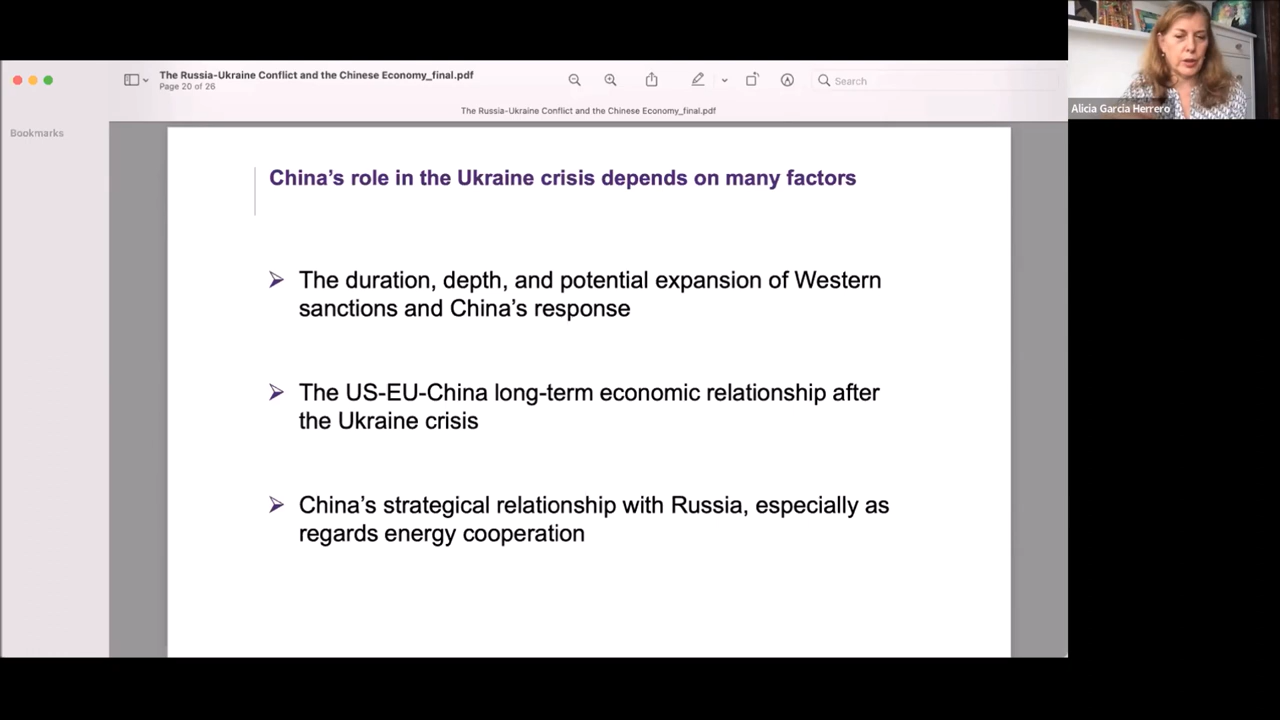 The Russia-Ukraine Conflict and the Chinese Economy_final.pdf
Page 20 of 26
Search
The Russia-Ukraine Conflict and the Chinese Economy_final.pdf
Alicia Garcia Herrero
Bookmarks
China’s role in the Ukraine crisis depends on many factors
The duration, depth, and potential expansion of Western
sanctions and China’s response
The US-EU-China long-term economic relationship after
the Ukraine crisis
China’s strategical relationship with Russia, especially as
regards energy cooperation